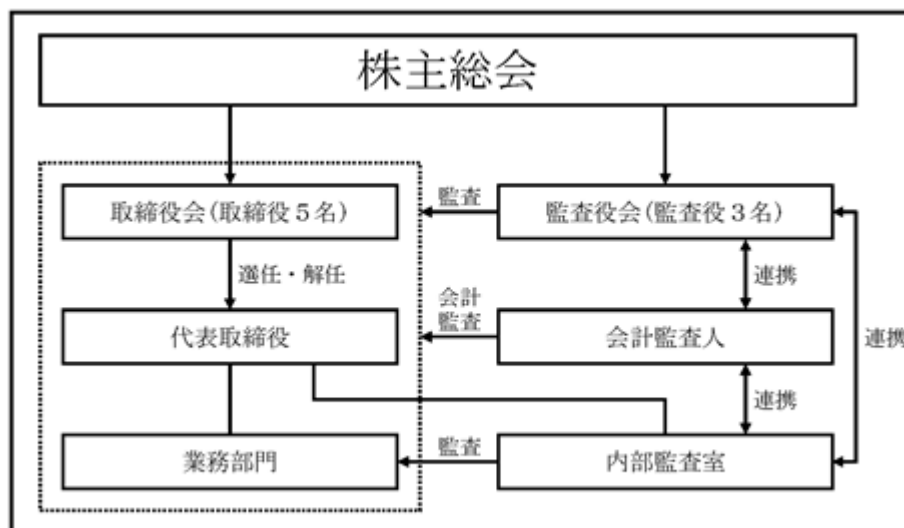 株主総会
取締役会(取締役5名)
監査
監査役会(監査役3名)
選任・解任
連携
会計
監査
代表取締役
会計監査人
連携
連携
業務部門
監査
内部監査室